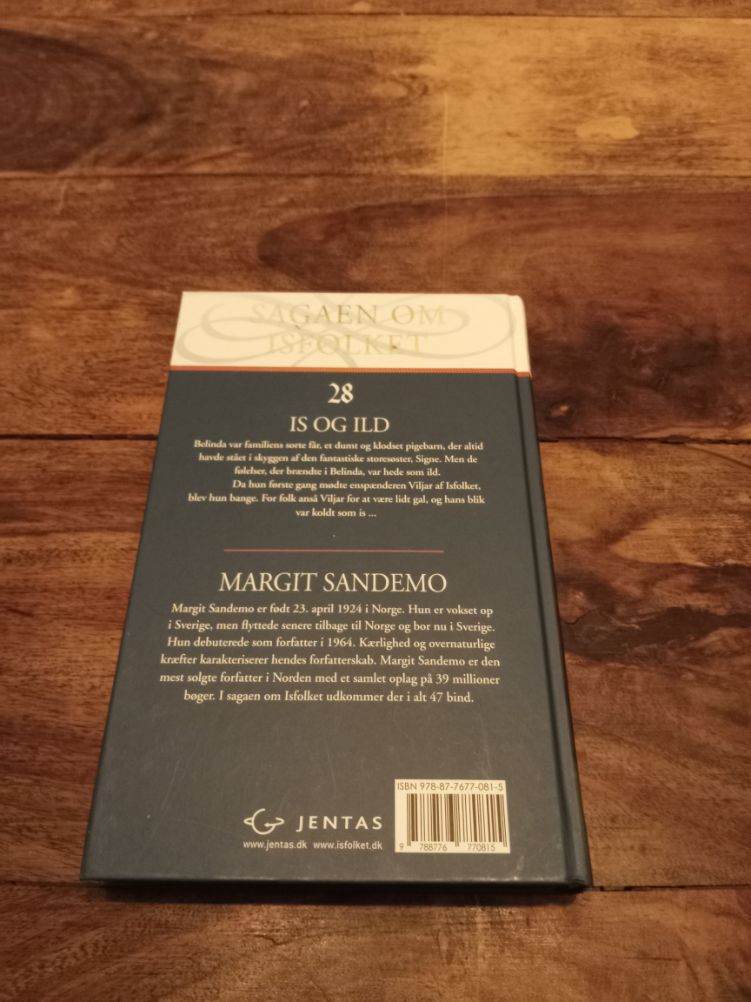 SAGAEN OM
ISFOLKET
28
IS OG ILD
Belinda var familiens sorte får, et dumt og klodset pigebarn, der altid
havde stået i skyggen af den fantastiske storesøster, Signe. Men de
følelser, der brændte i Belinda, var hede som ild.
Da hun første gang mødte enspænderen Viljar af Isfolket,
blev hun bange. For folk anså Viljar for at være lidt gal, og hans blik
var koldt som is ...
MARGIT SANDEMO
Margit Sandemo er født 23. april 1924 i Norge. Hun er vokset op
i Sverige, men flyttede senere tilbage til Norge og bor nu i Sverige.
Hun debuterede som forfatter i 1964. Kærlighed og overnaturlige
kræfter karakteriserer hendes forfatterskab. Margit Sandemo er den
mest solgte forfatter i Norden med et samlet oplag på 39 millioner
bøger. I sagaen om Isfolket udkommer der i alt 47 bind.
ISBN 978-87-7677-081-5
JENTAS
www.jentas.dk www.isfolket.dk
9 788776 770815